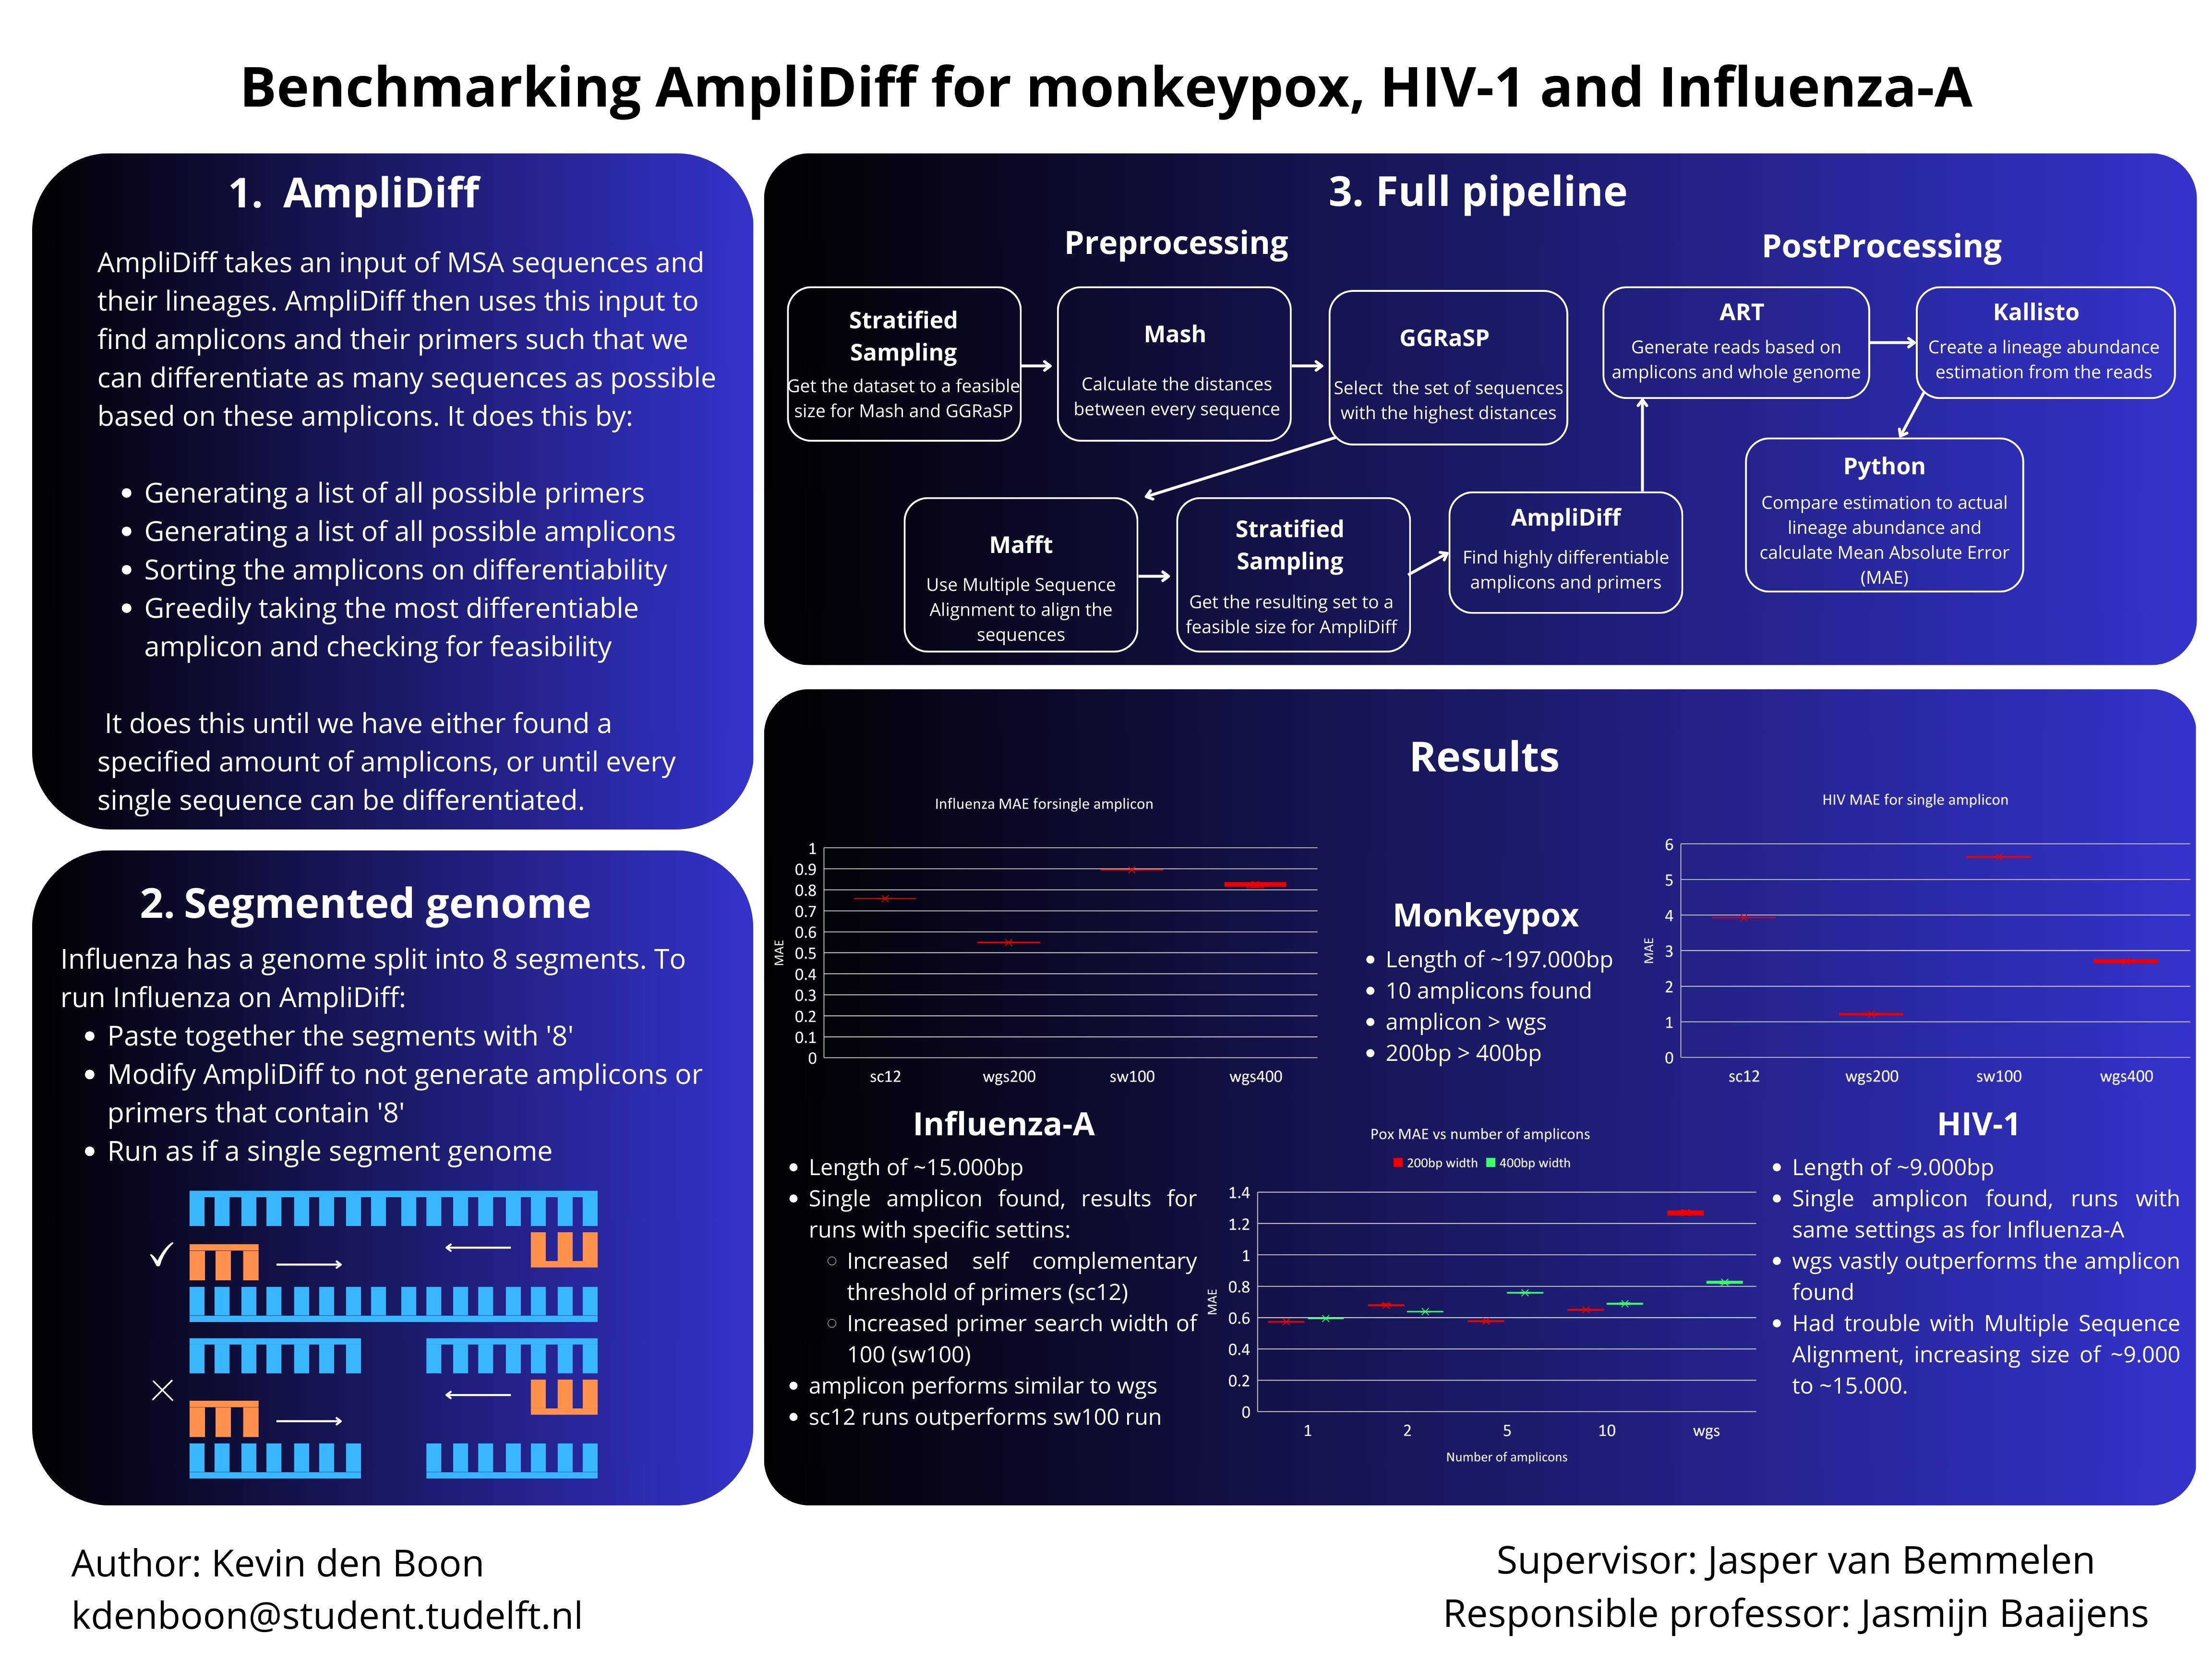 Benchmarking AmpliDiff for monkeypox, HIV-1 and Influenza-A
1. AmpliDiff
AmpliDiff takes an input of MSA sequences and
their lineages. AmpliDiff then uses this input to
find amplicons and their primers such that we
can differentiate as many sequences as possible
based on these amplicons. It does this by:
• Generating a list of all possible primers
• Generating a list of all possible amplicons
• Sorting the amplicons on differentiability
• Greedily taking the most differentiable
amplicon and checking for feasibility
It does this until we have either found a
specified amount of amplicons, or until every
single sequence can be differentiated.
2. Segmented genome
Influenza has a genome split into 8 segments. To
run Influenza on AmpliDiff:
• Paste together the segments with '8'
• Modify AmpliDiff to not generate amplicons or
primers that contain '8'
• Run as if a single segment genome
3. Full pipeline
Preprocessing
Stratified
Sampling
Get the dataset to a feasible
size for Mash and GGRaSP
Mash
Calculate the distances
between every sequence
GGRaSP
Select the set of sequences
with the highest distances
Mafft
Use Multiple Sequence
Alignment to align the
sequences
Stratified
Sampling
Get the resulting set to a
feasible size for AmpliDiff
AmpliDiff
Find highly differentiable
amplicons and primers
PostProcessing
ART
Generate reads based on
amplicons and whole genome
Kallisto
Create a lineage abundance
estimation from the reads
Python
Compare estimation to actual
lineage abundance and
calculate Mean Absolute Error
(MAE)
Results
Influenza MAE forsingle amplicon
MAE
1
0.9
0.8
0.7
0.6
0.5
0.4
0.3
0.2
0.1
0
sc12 wgs200 sw100 wgs400
Influenza-A
• Length of ~15.000bp
• Single amplicon found, results for
runs with specific settins:
○ Increased self complementary
threshold of primers (sc12)
○ Increased primer search width of
100 (sw100)
• amplicon performs similar to wgs
• sc12 runs outperforms sw100 run
Monkeypox
• Length of ~197.000bp
• 10 amplicons found
• amplicon > wgs
• 200bp > 400bp
Pox MAE vs number of amplicons
200bp width 400bp width
MAE
1.4
1.2
1
0.8
0.6
0.4
0.2
0
1 2 5 10 wgs
Number of amplicons
HIV MAE for single amplicon
MAE
6
5
4
3
2
1
0
sc12 wgs200 sw100 wgs400
HIV-1
• Length of ~9.000bp
• Single amplicon found, runs with
same settings as for Influenza-A
• wgs vastly outperforms the amplicon
found
• Had trouble with Multiple Sequence
Alignment, increasing size of ~9.000
to ~15.000.
Author: Kevin den Boon
kdenboon@student.tudelft.nl
Supervisor: Jasper van Bemmelen
Responsible professor: Jasmijn Baaijens